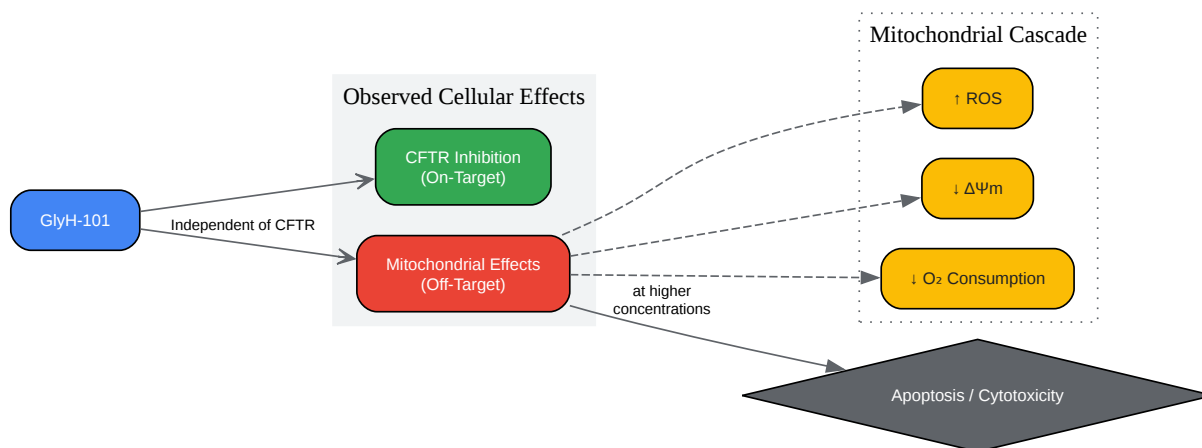 Mitochondrial Cascade
Observed Cellular Effects
↑ ROS
CFTR Inhibition
(On-Target)
↓ ΔΨm
GlyH-101
Independent of CFTR
Mitochondrial Effects
(Off-Target)
↓ O₂ Consumption
at higher
concentrations
Apoptosis / Cytotoxicity